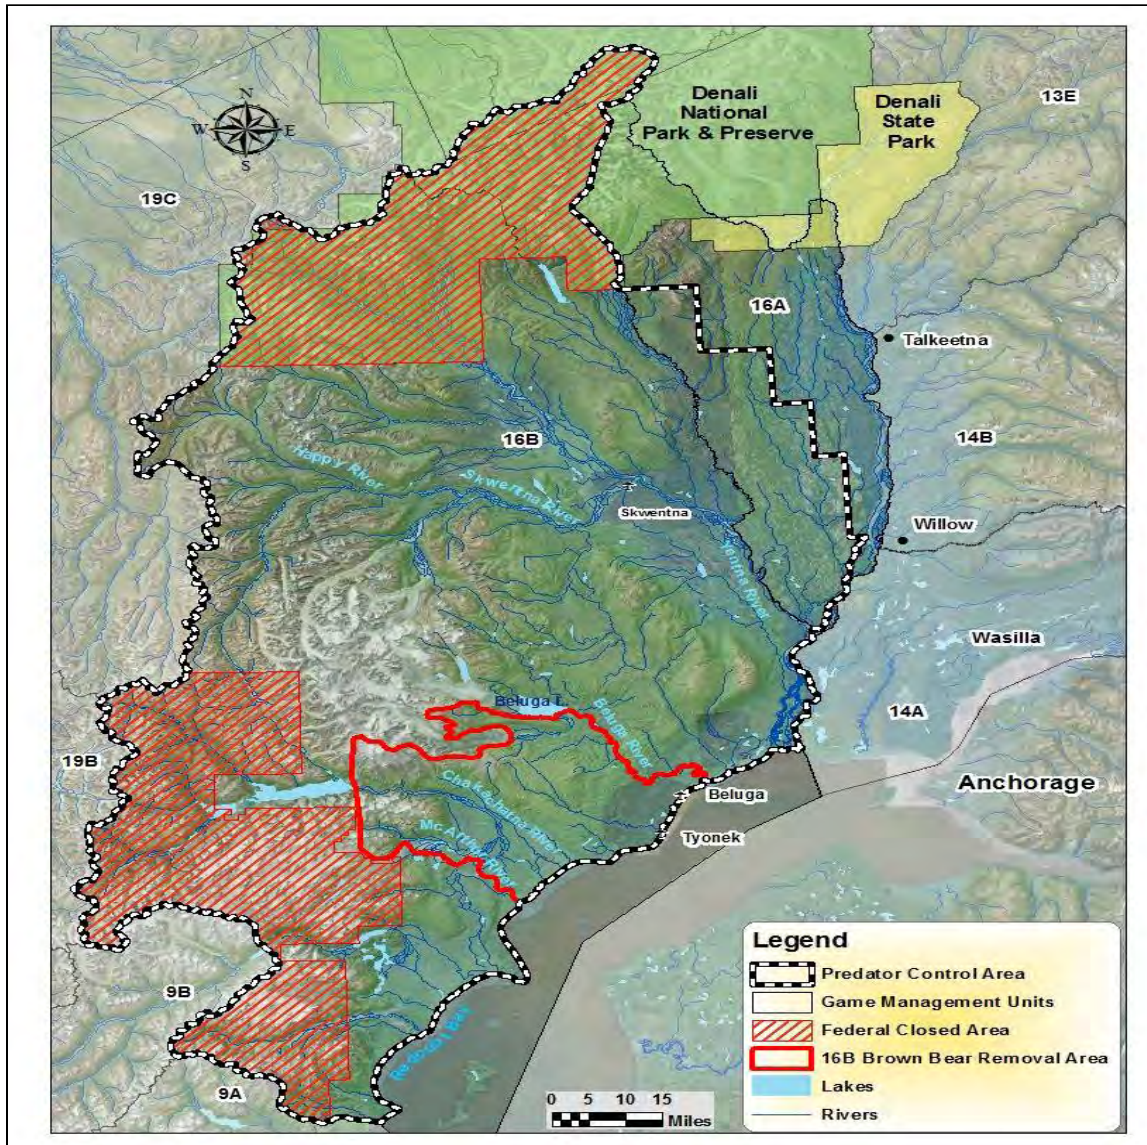 Denali
National
Park & Preserve
Denali
State
Park
13E
N
W
E
S
19C
16A
Talkeetna
16B
14B
Happy River
Skwentna River
Skwentna
Willow
Yentna River
Wasilla
14A
Beluga L.
Beluga River
19B
Chakachatna River
Anchorage
Beluga
McArthur River
Tyonek
9B
Redoubt Bay
9A
0 5 10 15
Miles
Legend
Predator Control Area
Game Management Units
Federal Closed Area
16B Brown Bear Removal Area
Lakes
Rivers